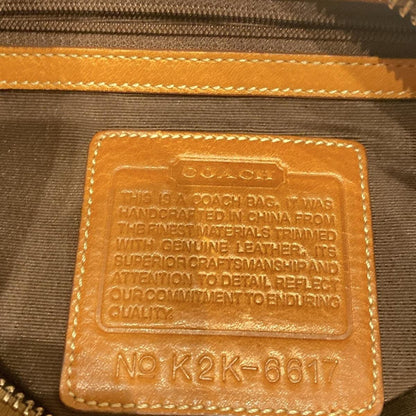 COACH
THIS IS A COACH BAG. IT WAS
HANDCRAFTED IN CHINA FROM
THE FINEST MATERIALS TRIMMED
WITH GENUINE LEATHER. ITS
SUPERIOR CRAFTSMANSHIP AND
ATTENTION TO DETAIL REFLECT
OUR COMMITMENT TO ENDURING
QUALITY.
NO K2K-6617